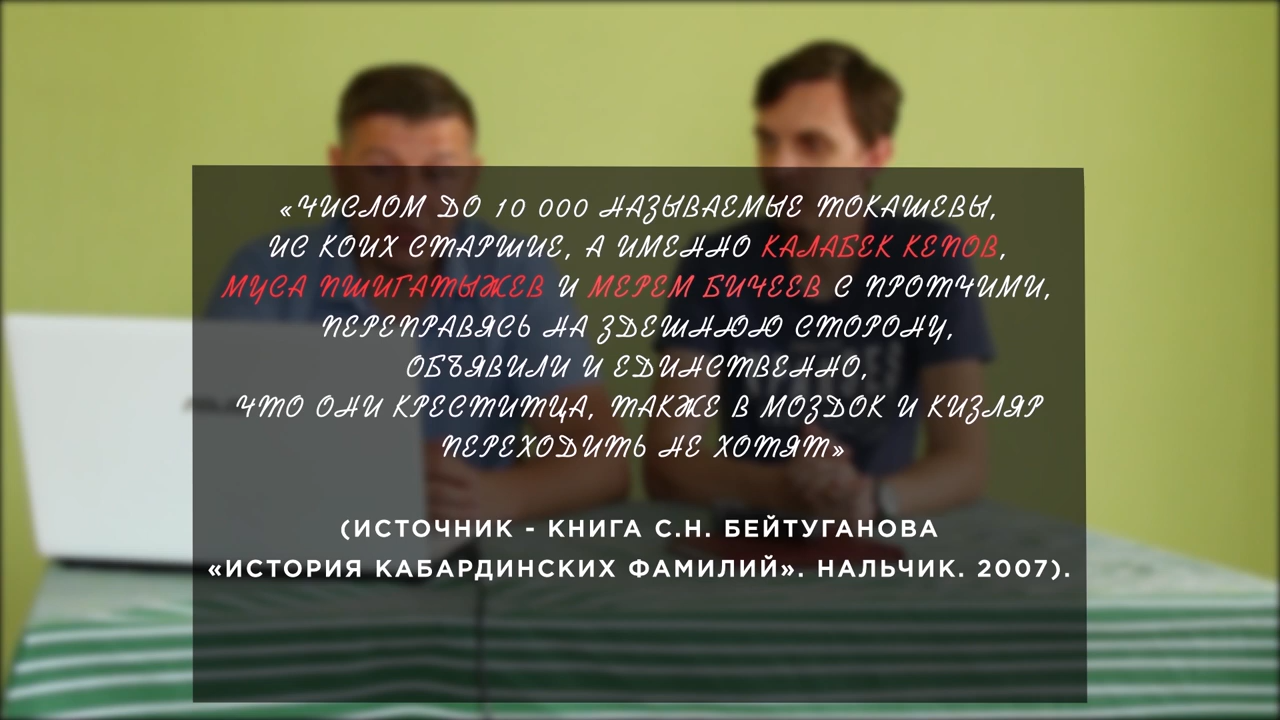 «ЧИСЛОМ ДО 10 000 НАЗЫВАЕМЫЕ ТОКАШЕВЫ,
ИС КОИХ СТАРШИЕ, А ИМЕННО КАЛАБЕК КЕПОВ,
МУСА ПШИГАТЫЖЕВ И МЕРЕМ БИЧЕЕВ С ПРОТЧИМИ,
ПЕРЕПРАВЯСЬ НА ЗДЕШНЮЮ СТОРОНУ,
ОБЪЯВИЛИ И ЕДИНСТВЕННО,
ЧТО ОНИ КРЕСТИТЦА, ТАКЖЕ В МОЗДОК И КИЗЛЯР
ПЕРЕХОДИТЬ НЕ ХОТЯТ»
(ИСТОЧНИК - КНИГА С.Н. БЕЙТУГАНОВА
«ИСТОРИЯ КАБАРДИНСКИХ ФАМИЛИЙ». НАЛЬЧИК. 2007).